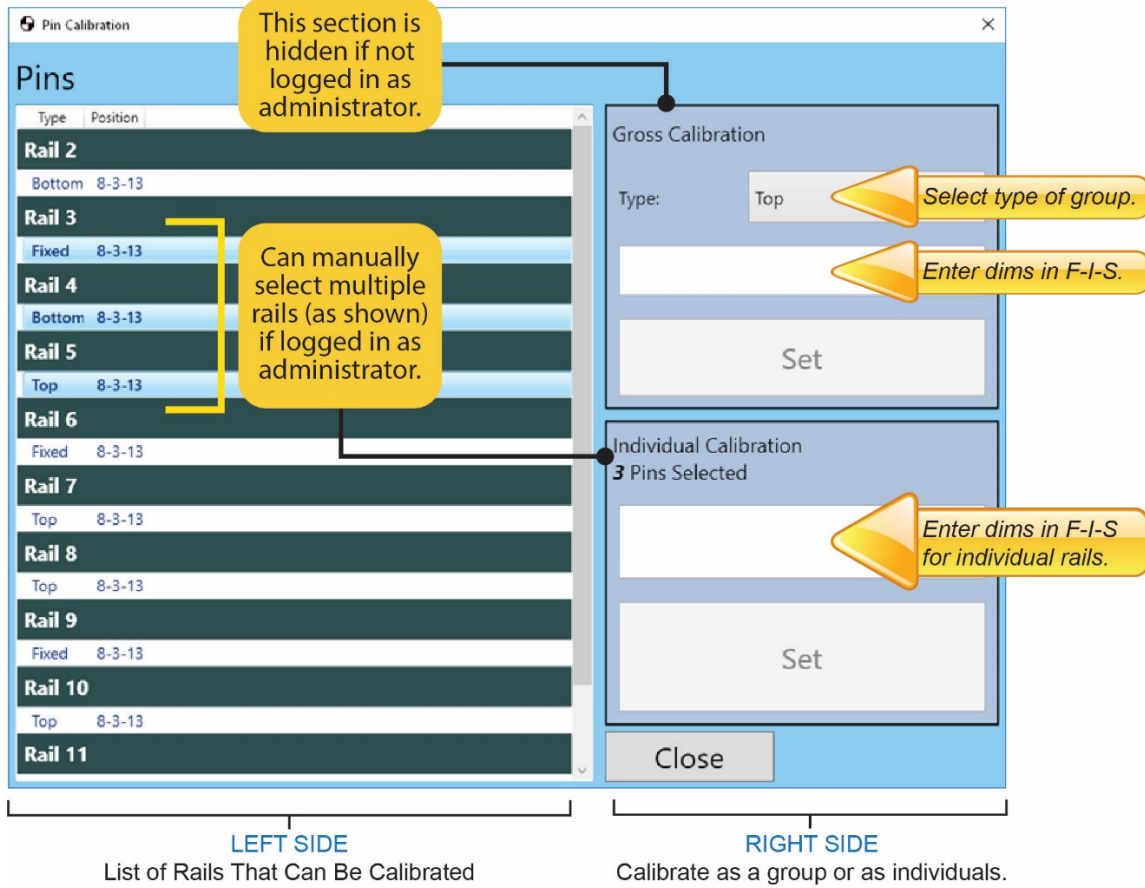 Pin Calibration
This section is
hidden if not
logged in as
administrator.
Pins
Type Position
Rail 2
Bottom 8-3-13
Rail 3
Fixed 8-3-13
Rail 4
Bottom 8-3-13
Rail 5
Top 8-3-13
Rail 6
Fixed 8-3-13
Rail 7
Top 8-3-13
Rail 8
Top 8-3-13
Rail 9
Fixed 8-3-13
Rail 10
Top 8-3-13
Rail 11
Can manually
select multiple
rails (as shown)
if logged in as
administrator.
Gross Calibration
Type: Top
Select type of group.
Enter dims in F-I-S.
Set
Individual Calibration
3 Pins Selected
Enter dims in F-I-S
for individual rails.
Set
Close
LEFT SIDE
List of Rails That Can Be Calibrated
RIGHT SIDE
Calibrate as a group or as individuals.